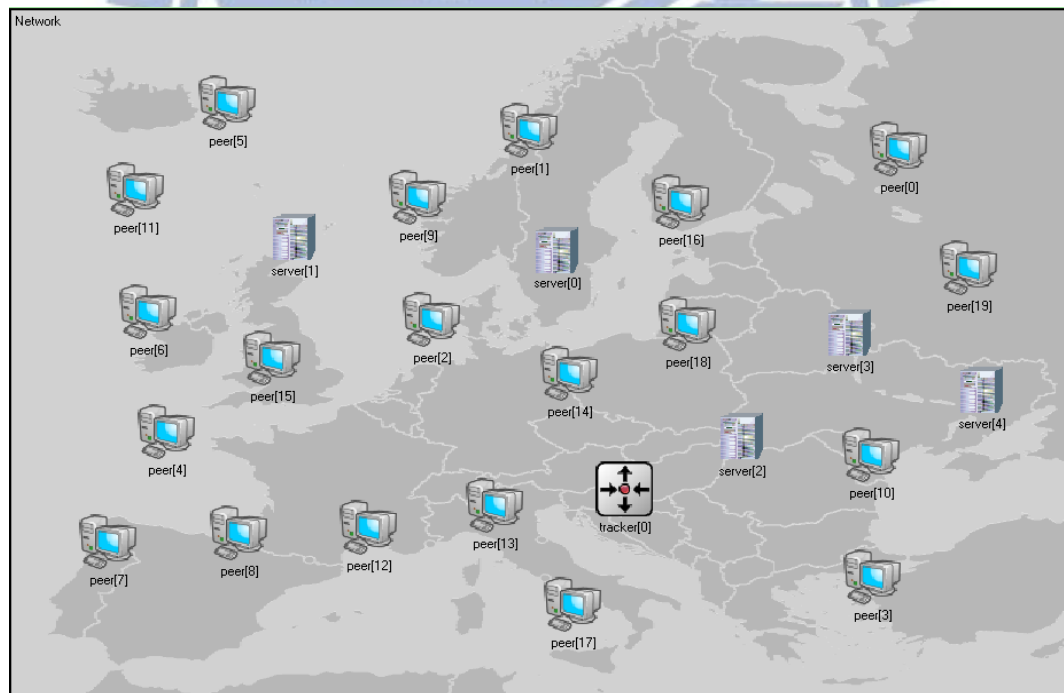 Network
peer[5]
peer[1]
peer[0]
peer[11]
peer[9]
peer[16]
server[1]
server[0]
peer[19]
peer[6]
peer[2]
peer[18]
server[3]
peer[15]
peer[14]
server[4]
peer[4]
server[2]
peer[10]
tracker[0]
peer[13]
peer[12]
peer[8]
peer[7]
peer[3]
peer[17]